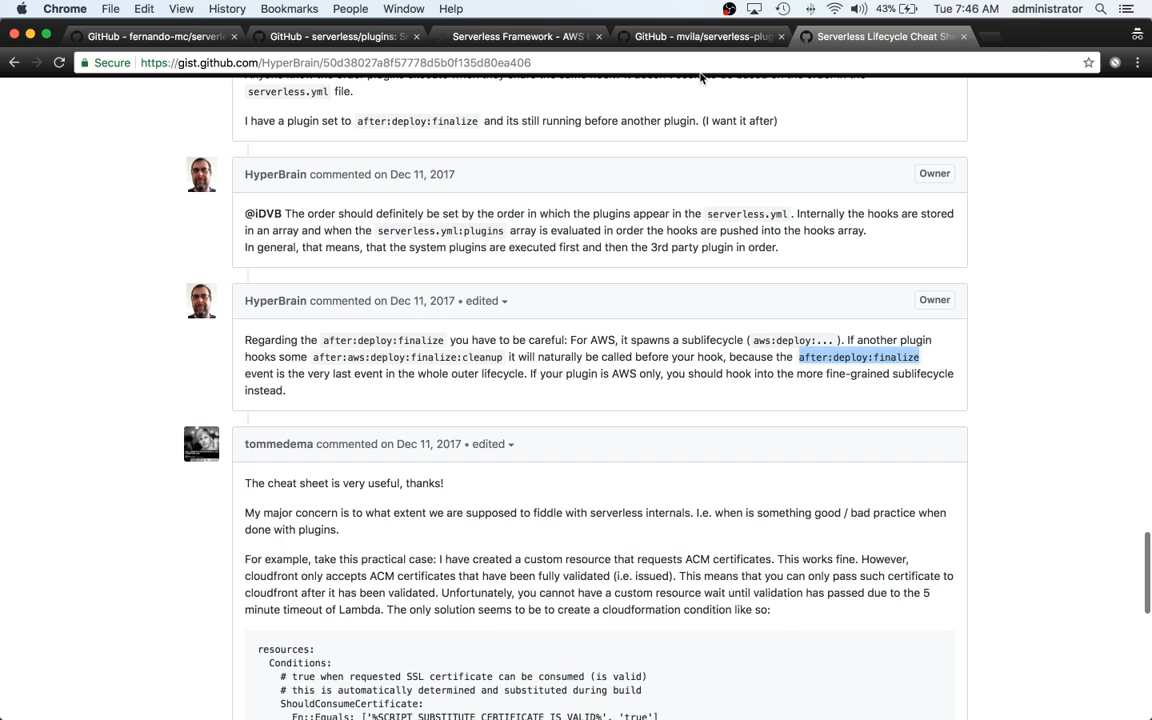 Chrome File Edit View History Bookmarks People Window Help 43% Tue 7:46 AM administrator
GitHub - fernando-mc/serverle × GitHub - serverless/plugins: Se × Serverless Framework - AWS L × GitHub - mvila/serverless-plug × Serverless Lifecycle Cheat She ×
Secure https://gist.github.com/HyperBrain/50d38027a8f57778d5b0f135d80ea406
serverless.yml file.
I have a plugin set to after:deploy:finalize and its still running before another plugin. (I want it after)
HyperBrain commented on Dec 11, 2017 Owner
@iDVB The order should definitely be set by the order in which the plugins appear in the serverless.yml. Internally the hooks are stored
in an array and when the serverless.yml:plugins array is evaluated in order the hooks are pushed into the hooks array.
In general, that means, that the system plugins are executed first and then the 3rd party plugin in order.
HyperBrain commented on Dec 11, 2017 • edited Owner
Regarding the after:deploy:finalize you have to be careful: For AWS, it spawns a sublifecycle (aws:deploy:...). If another plugin
hooks some after:aws:deploy:finalize:cleanup it will naturally be called before your hook, because the after:deploy:finalize
event is the very last event in the whole outer lifecycle. If your plugin is AWS only, you should hook into the more fine-grained sublifecycle
instead.
tommedema commented on Dec 11, 2017 • edited
The cheat sheet is very useful, thanks!
My major concern is to what extent we are supposed to fiddle with serverless internals. I.e. when is something good / bad practice when
done with plugins.
For example, take this practical case: I have created a custom resource that requests ACM certificates. This works fine. However,
cloudfront only accepts ACM certificates that have been fully validated (i.e. issued). This means that you can only pass such certificate to
cloudfront after it has been validated. Unfortunately, you cannot have a custom resource wait until validation has passed due to the 5
minute timeout of Lambda. The only solution seems to be to create a cloudformation condition like so:
resources:
Conditions:
# true when requested SSL certificate can be consumed (is valid)
# this is automatically determined and substituted during build
ShouldConsumeCertificate:
Fn::Equals: ['%SCRIPT_SUBSTITUTE_CERTIFICATE_IS_VALID%', 'true']